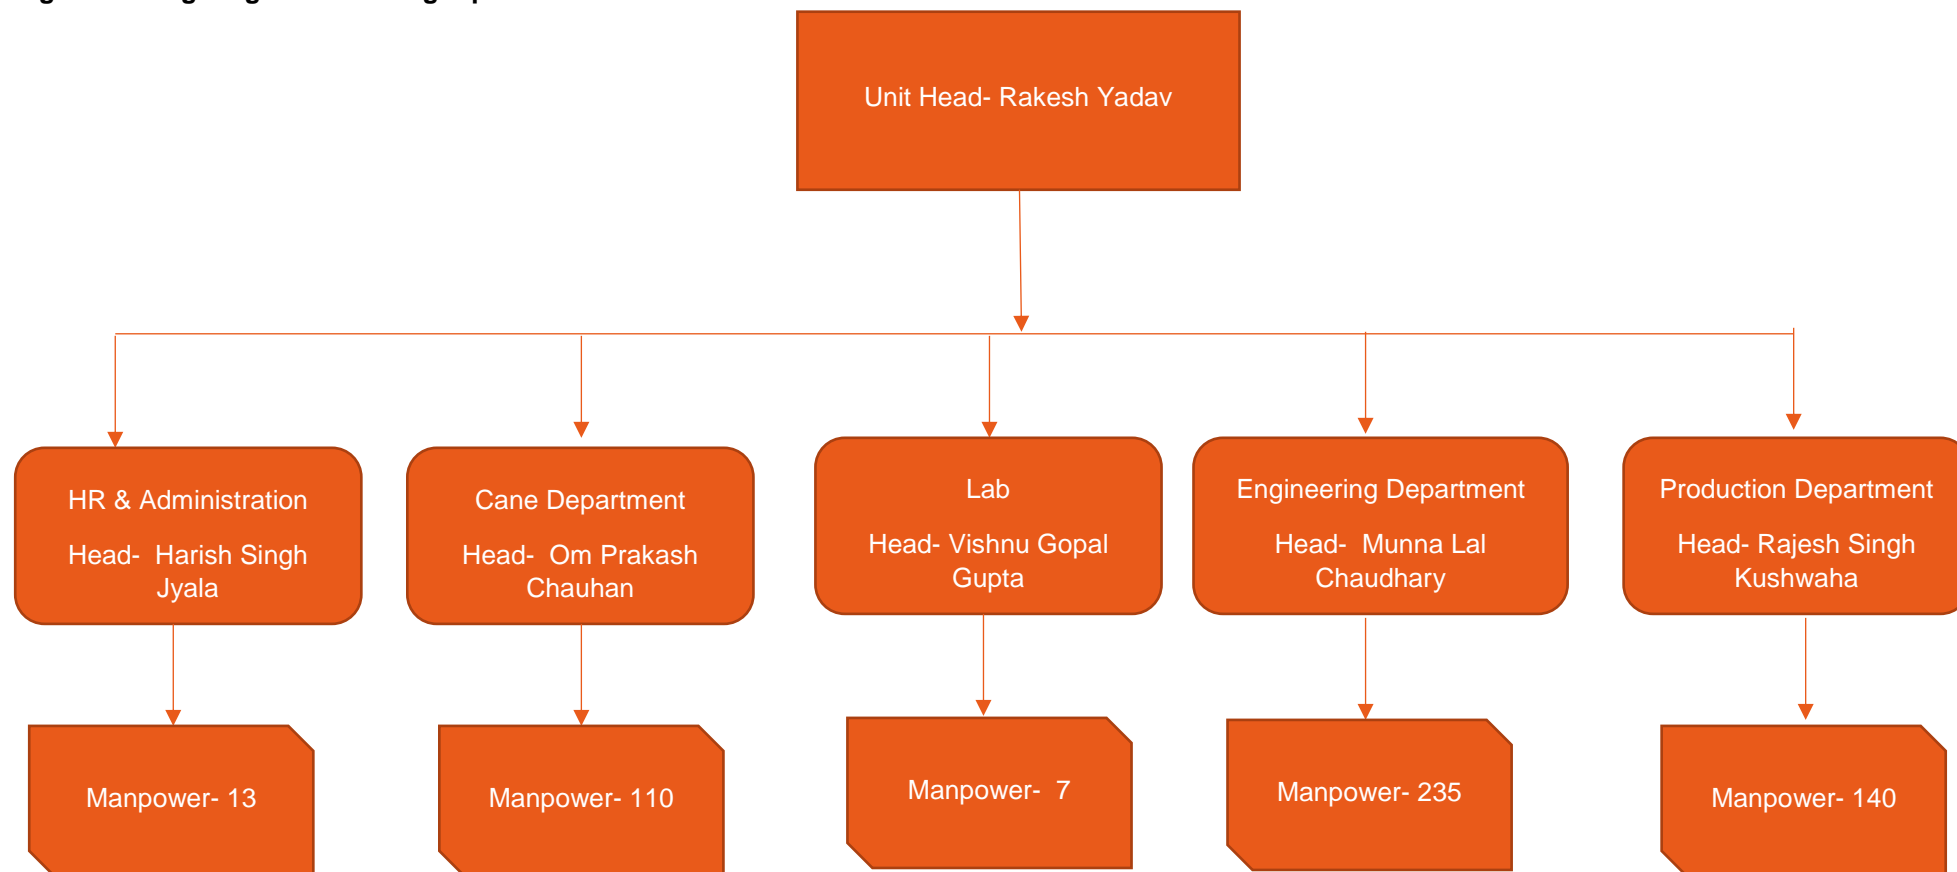 Unit Head- Rakesh Yadav
HR & Administration
Head-  Harish Singh
Jyala
Cane Department
Head-  Om Prakash
Chauhan
Lab
Head- Vishnu Gopal
Gupta
Engineering Department
Head-  Munna Lal
Chaudhary
Production Department
Head- Rajesh Singh
Kushwaha
Manpower- 13
Manpower- 110
Manpower-  7
Manpower- 235
Manpower- 140